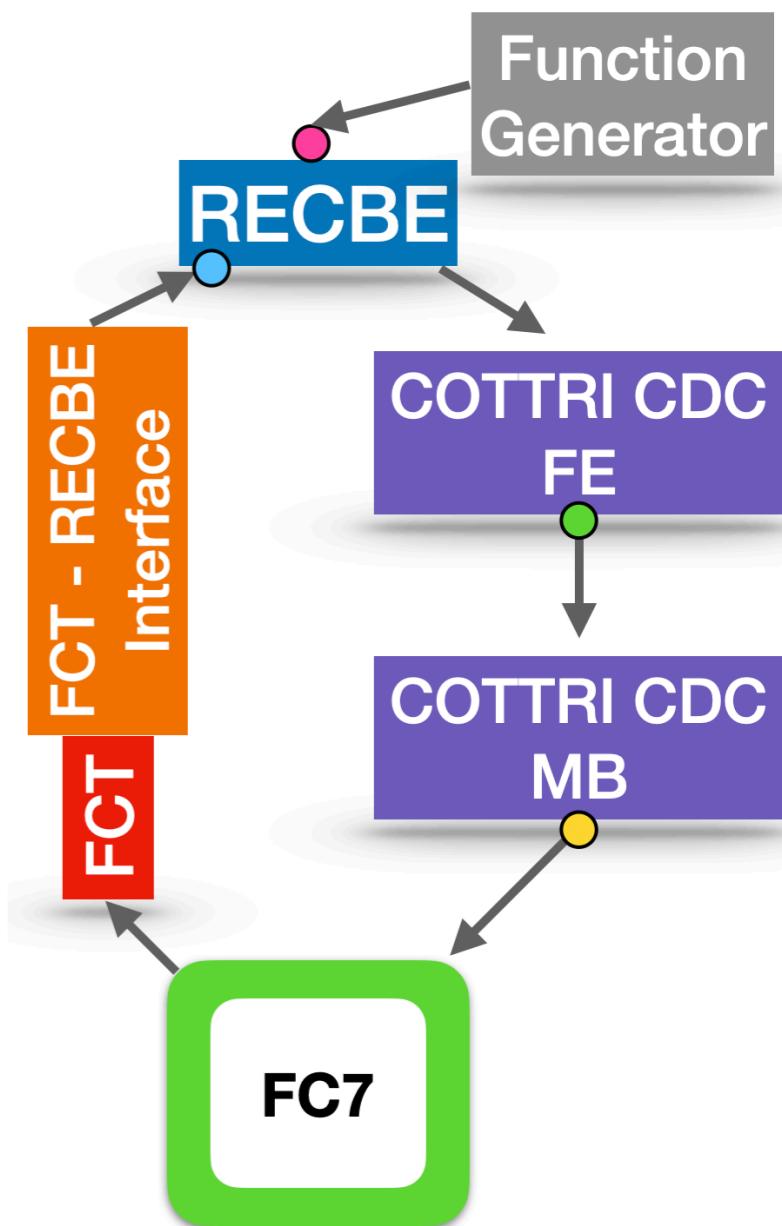 Function
Generator
RECBE
COTTRI CDC
FE
FCT - RECBE
Interface
COTTRI CDC
MB
FCT
FC7